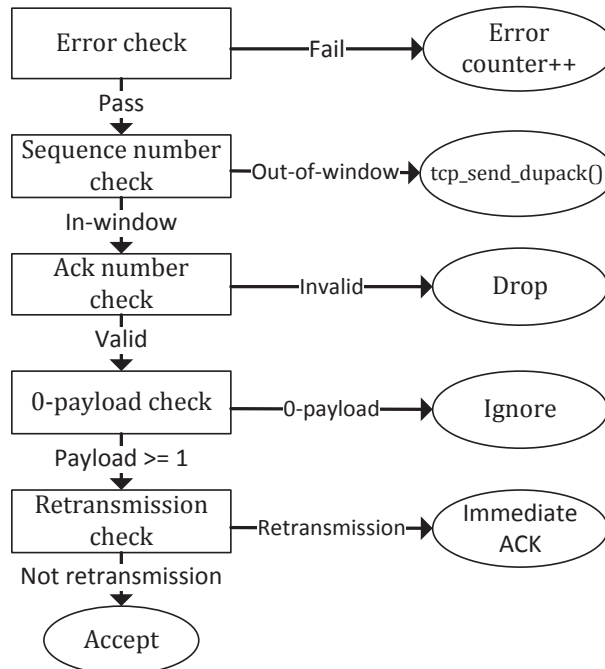 Error check
Fail
Error
counter++
Pass
Sequence number
check
Out-of-window
tcp_send_dupack()
In-window
Ack number
check
Invalid
Drop
Valid
0-payload check
0-payload
Ignore
Payload >= 1
Retransmission
check
Retransmission
Immediate
ACK
Not retransmission
Accept